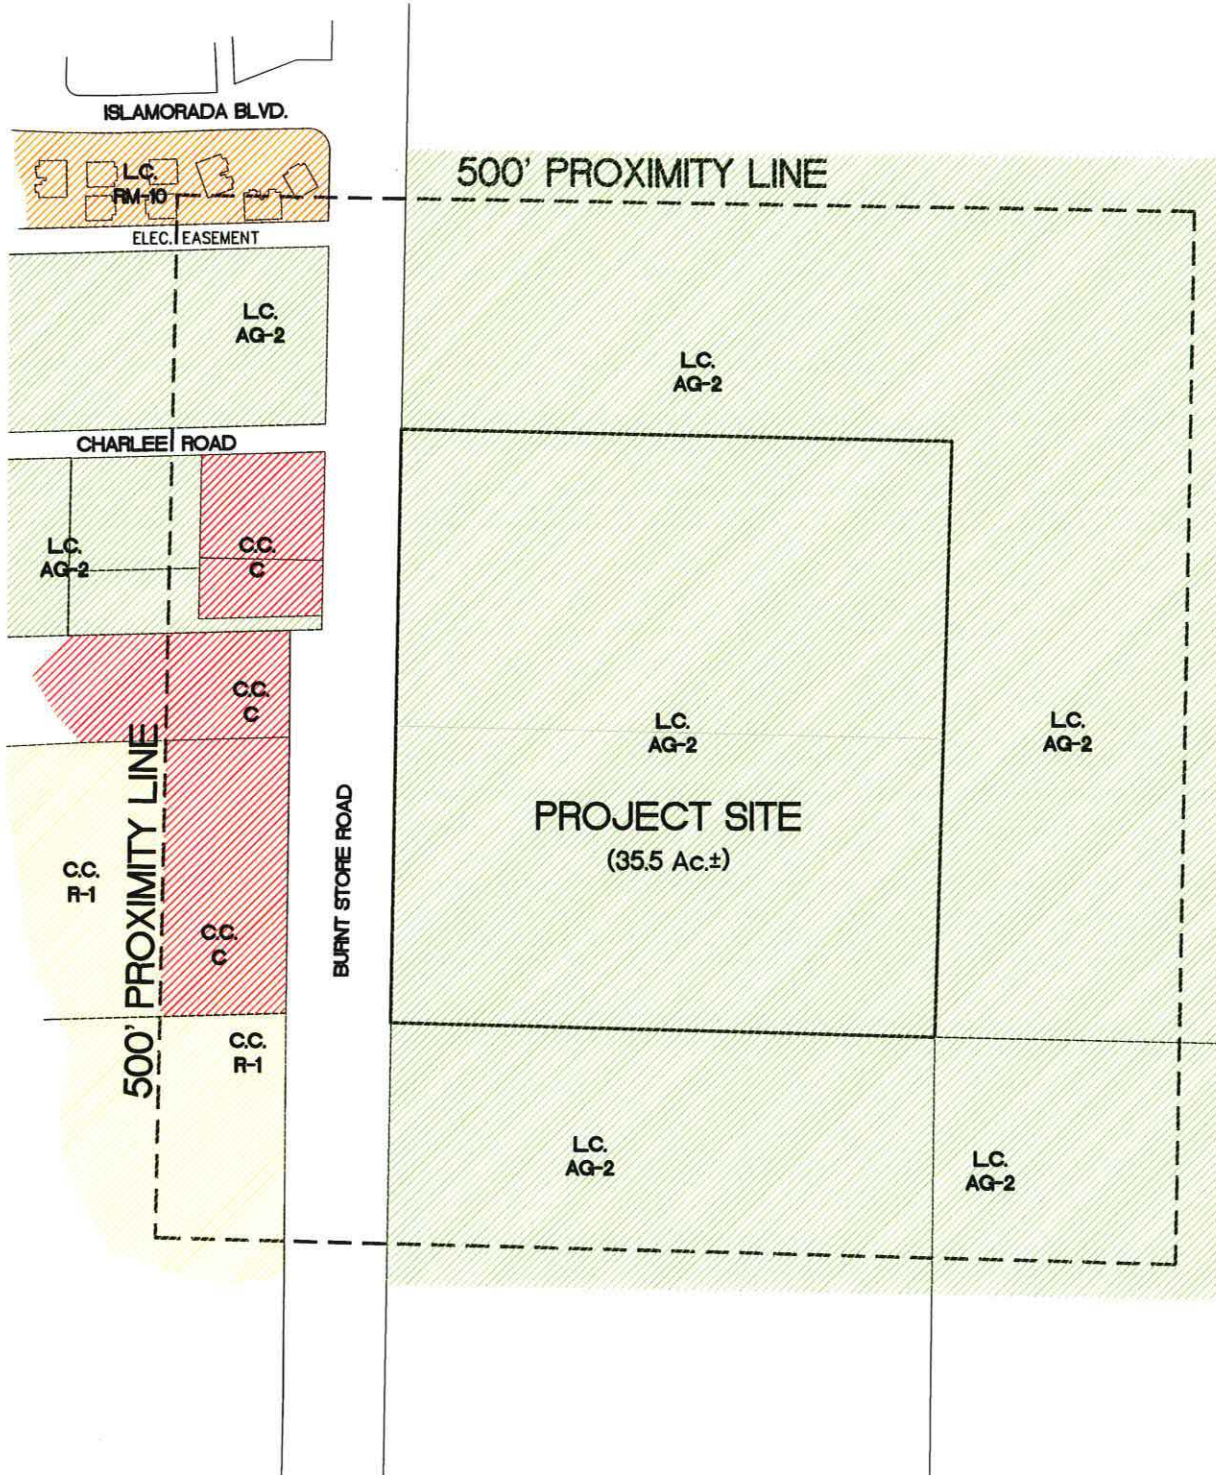 ISLAMORADA BLVD.
L.C.
RM-10
500' PROXIMITY LINE
ELEC. EASEMENT
L.C.
AG-2
L.C.
AG-2
CHARLEE ROAD
L.C.
AG-2
C.C.
C
C.C.
C
L.C.
AG-2
L.C.
AG-2
PROJECT SITE
(35.5 Ac.±)
500' PROXIMITY LINE
BURNT STORE ROAD
C.C.
R-1
C.C.
C
C.C.
R-1
L.C.
AG-2
L.C.
AG-2